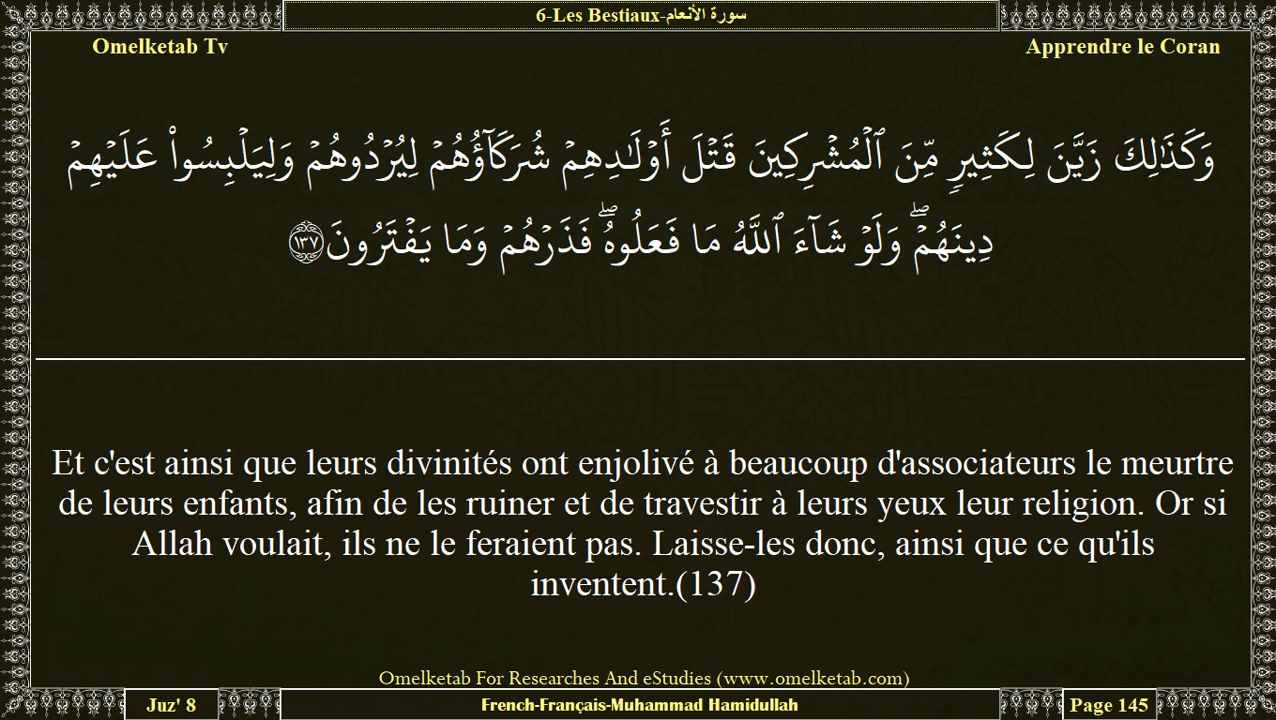 6-Les Bestiaux-سورة الأنعام
Omelketab Tv
Apprendre le Coran
وَكَذَٰلِكَ زَيَّنَ لِكَثِيرٖ مِّنَ ٱلۡمُشۡرِكِينَ قَتۡلَ أَوۡلَٰدِهِمۡ شُرَكَآؤُهُمۡ لِيُرۡدُوهُمۡ وَلِيَلۡبِسُواْ عَلَيۡهِمۡ
دِينَهُمۡۖ وَلَوۡ شَآءَ ٱللَّهُ مَا فَعَلُوهُۖ فَذَرۡهُمۡ وَمَا يَفۡتَرُونَ ١٣٧
Et c'est ainsi que leurs divinités ont enjolivé à beaucoup d'associateurs le meurtre
de leurs enfants, afin de les ruiner et de travestir à leurs yeux leur religion. Or si
Allah voulait, ils ne le feraient pas. Laisse-les donc, ainsi que ce qu'ils
inventent.(137)
Omelketab For Researches And eStudies (www.omelketab.com)
Juz' 8
French-Français-Muhammad Hamidullah
Page 145